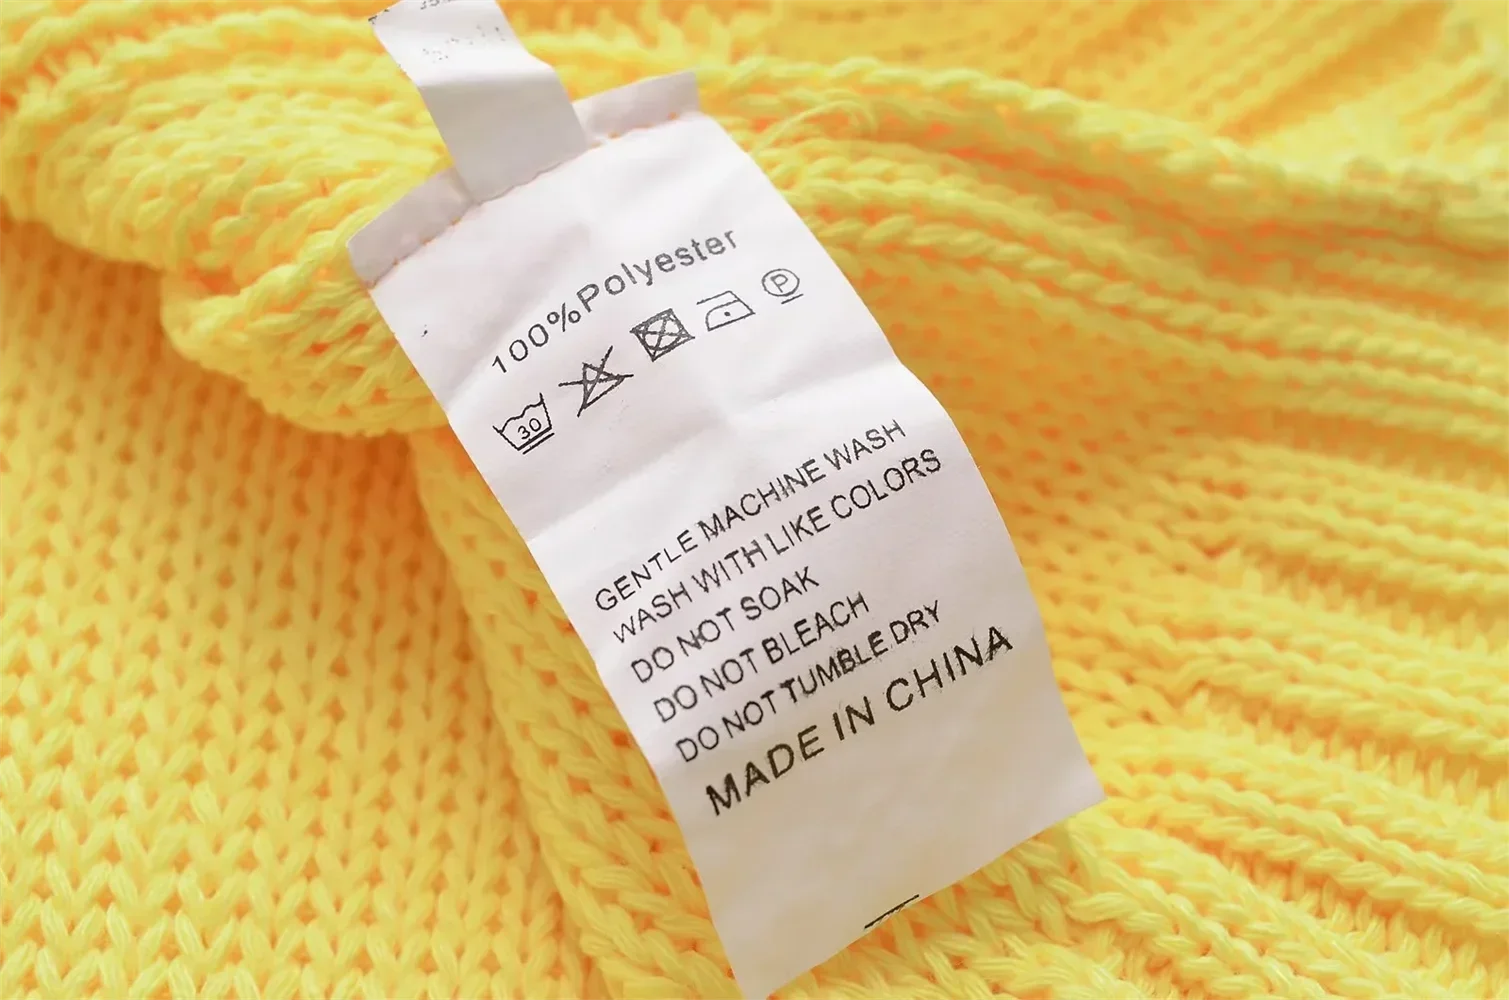 100%Polyester
30
P
GENTLE MACHINE WASH
WASH WITH LIKE COLORS
DO NOT SOAK
DO NOT BLEACH
DO NOT TUMBLE DRY
MADE IN CHINA